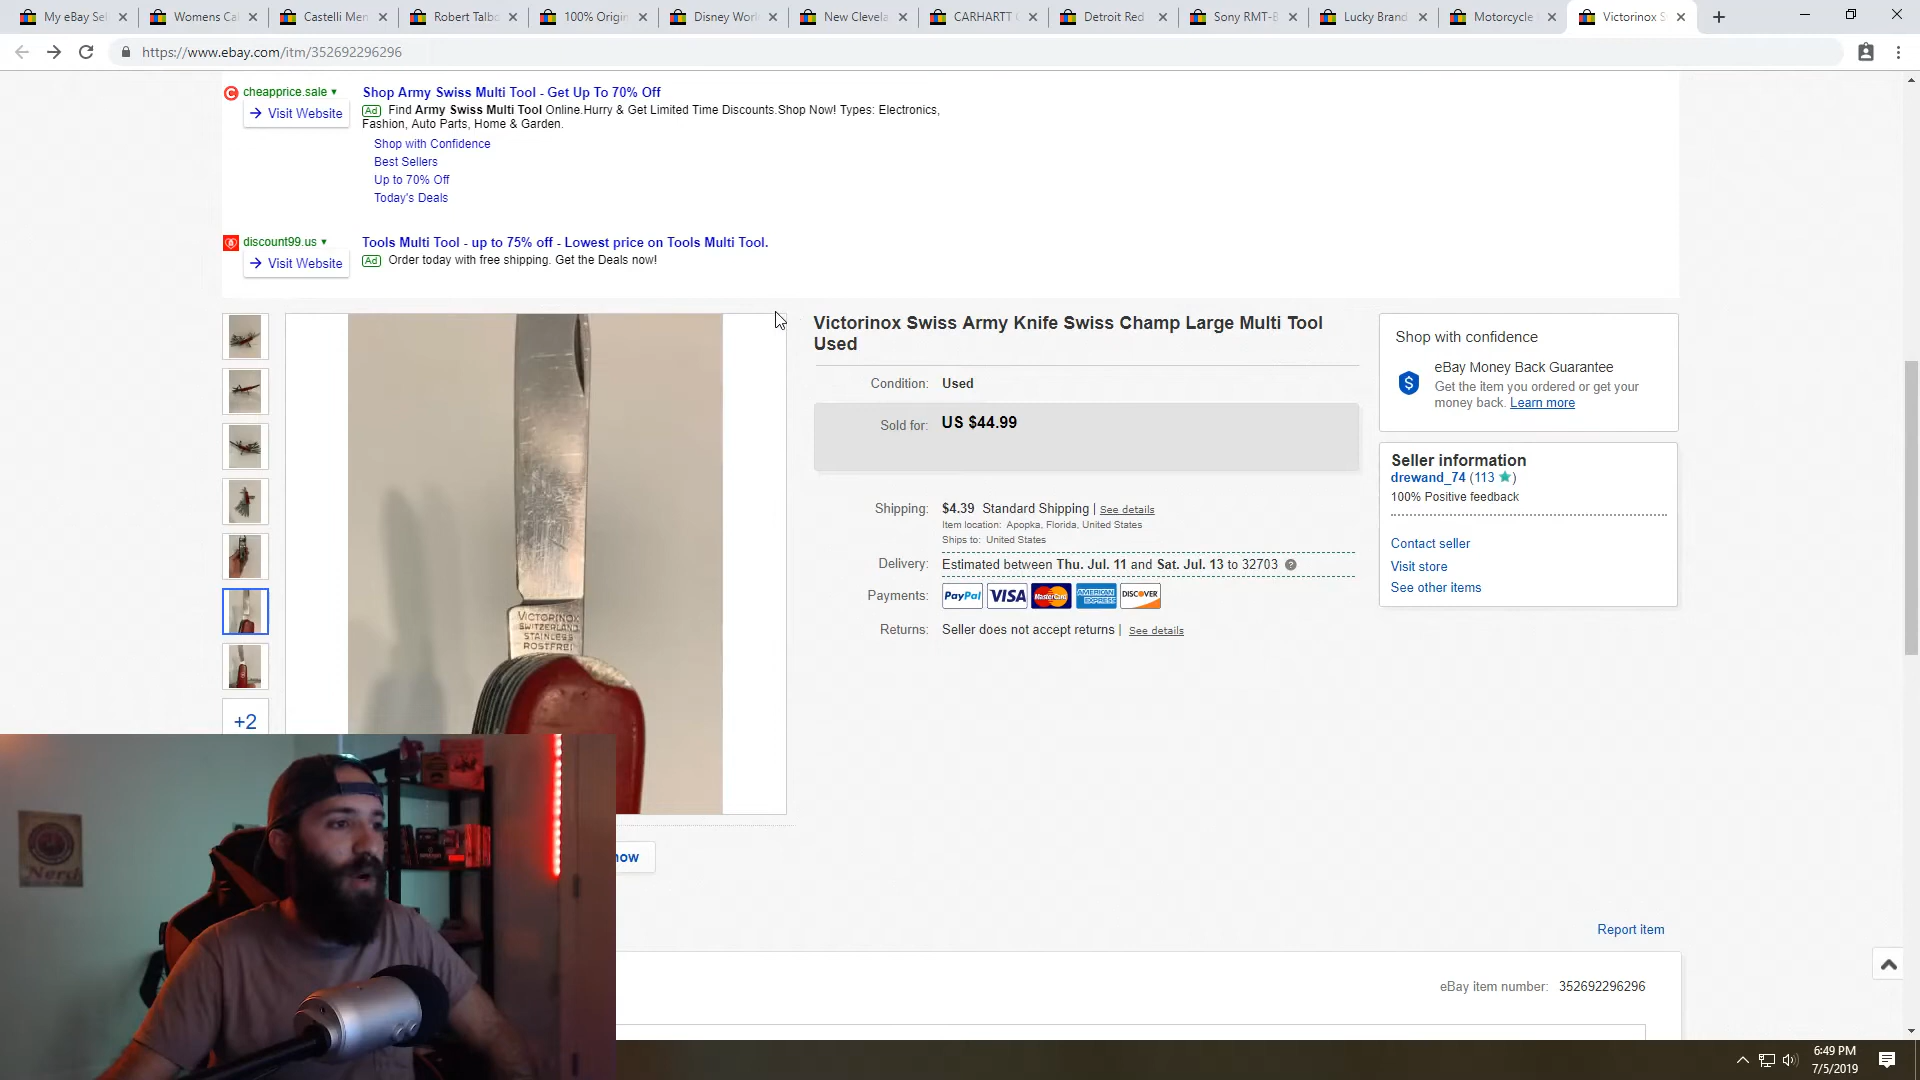 My eBay Sel
Womens Cal
Castelli Men
Robert Talbo
100% Origin
Disney Worl
New Clevela
CARHARTT
Detroit Red
Sony RMT-B
Lucky Brand
Motorcycle
Victorinox S
https://www.ebay.com/itm/352692296296
cheapprice.sale
Visit Website
Shop Army Swiss Multi Tool - Get Up To 70% Off
Ad Find Army Swiss Multi Tool Online.Hurry & Get Limited Time Discounts.Shop Now! Types: Electronics,
Fashion, Auto Parts, Home & Garden.
Shop with Confidence
Best Sellers
Up to 70% Off
Today's Deals
discount99.us
Visit Website
Tools Multi Tool - up to 75% off - Lowest price on Tools Multi Tool.
Ad Order today with free shipping. Get the Deals now!
VICTORINOX
SWITZERLAND
STAINLESS
ROSTFREI
+2
now
Nerd
Victorinox Swiss Army Knife Swiss Champ Large Multi Tool
Used
Condition: Used
Sold for: US $44.99
Shipping: $4.39 Standard Shipping | See details
Item location: Apopka, Florida, United States
Ships to: United States
Delivery: Estimated between Thu. Jul. 11 and Sat. Jul. 13 to 32703
Payments: PayPal VISA MasterCard AMERICAN EXPRESS DISCOVER
Returns: Seller does not accept returns | See details
Shop with confidence
eBay Money Back Guarantee
Get the item you ordered or get your
money back. Learn more
Seller information
drewand_74 (113)
100% Positive feedback
Contact seller
Visit store
See other items
Report item
eBay item number: 352692296296
6:49 PM
7/5/2019